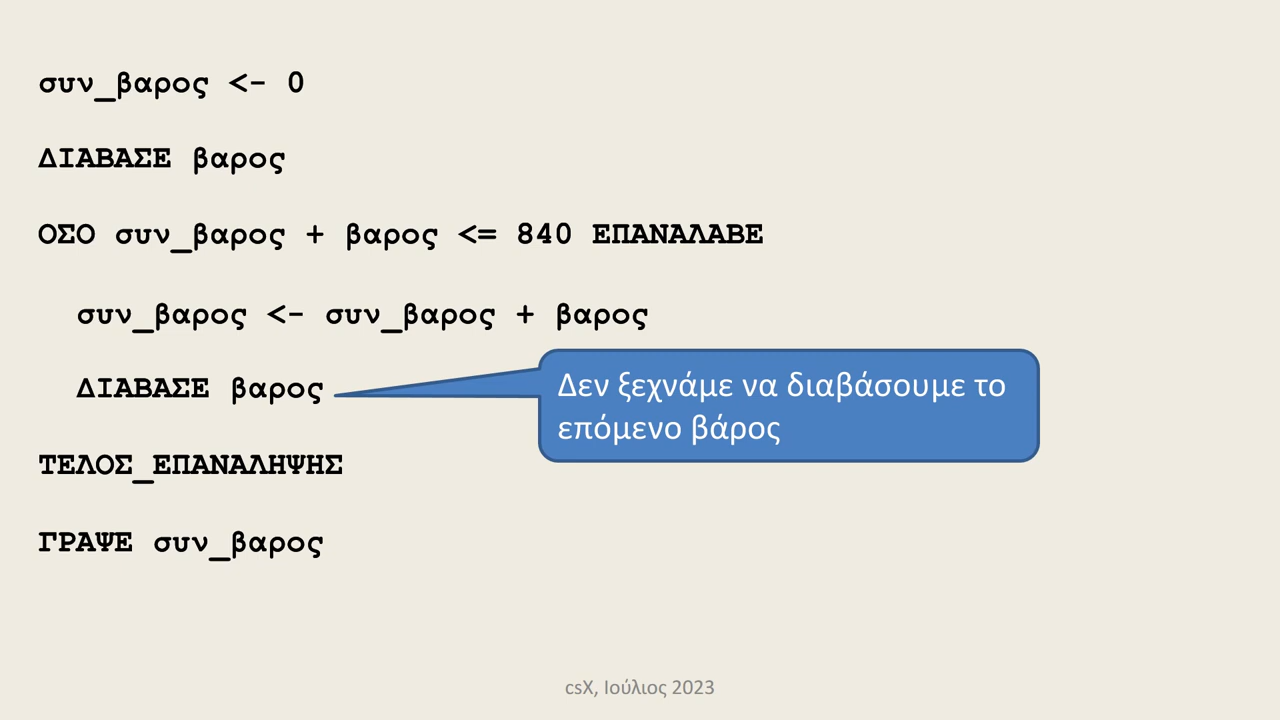 συν_βαρος <- 0
ΔΙΑΒΑΣΕ βαρος
ΟΣΟ συν_βαρος + βαρος <= 840 ΕΠΑΝΑΛΑΒΕ
συν_βαρος <- συν_βαρος + βαρος
ΔΙΑΒΑΣΕ βαρος
Δεν ξεχνάμε να διαβάσουμε το
επόμενο βάρος
ΤΕΛΟΣ_ΕΠΑΝΑΛΗΨΗΣ
ΓΡΑΨΕ συν_βαρος
csX, Ιούλιος 2023